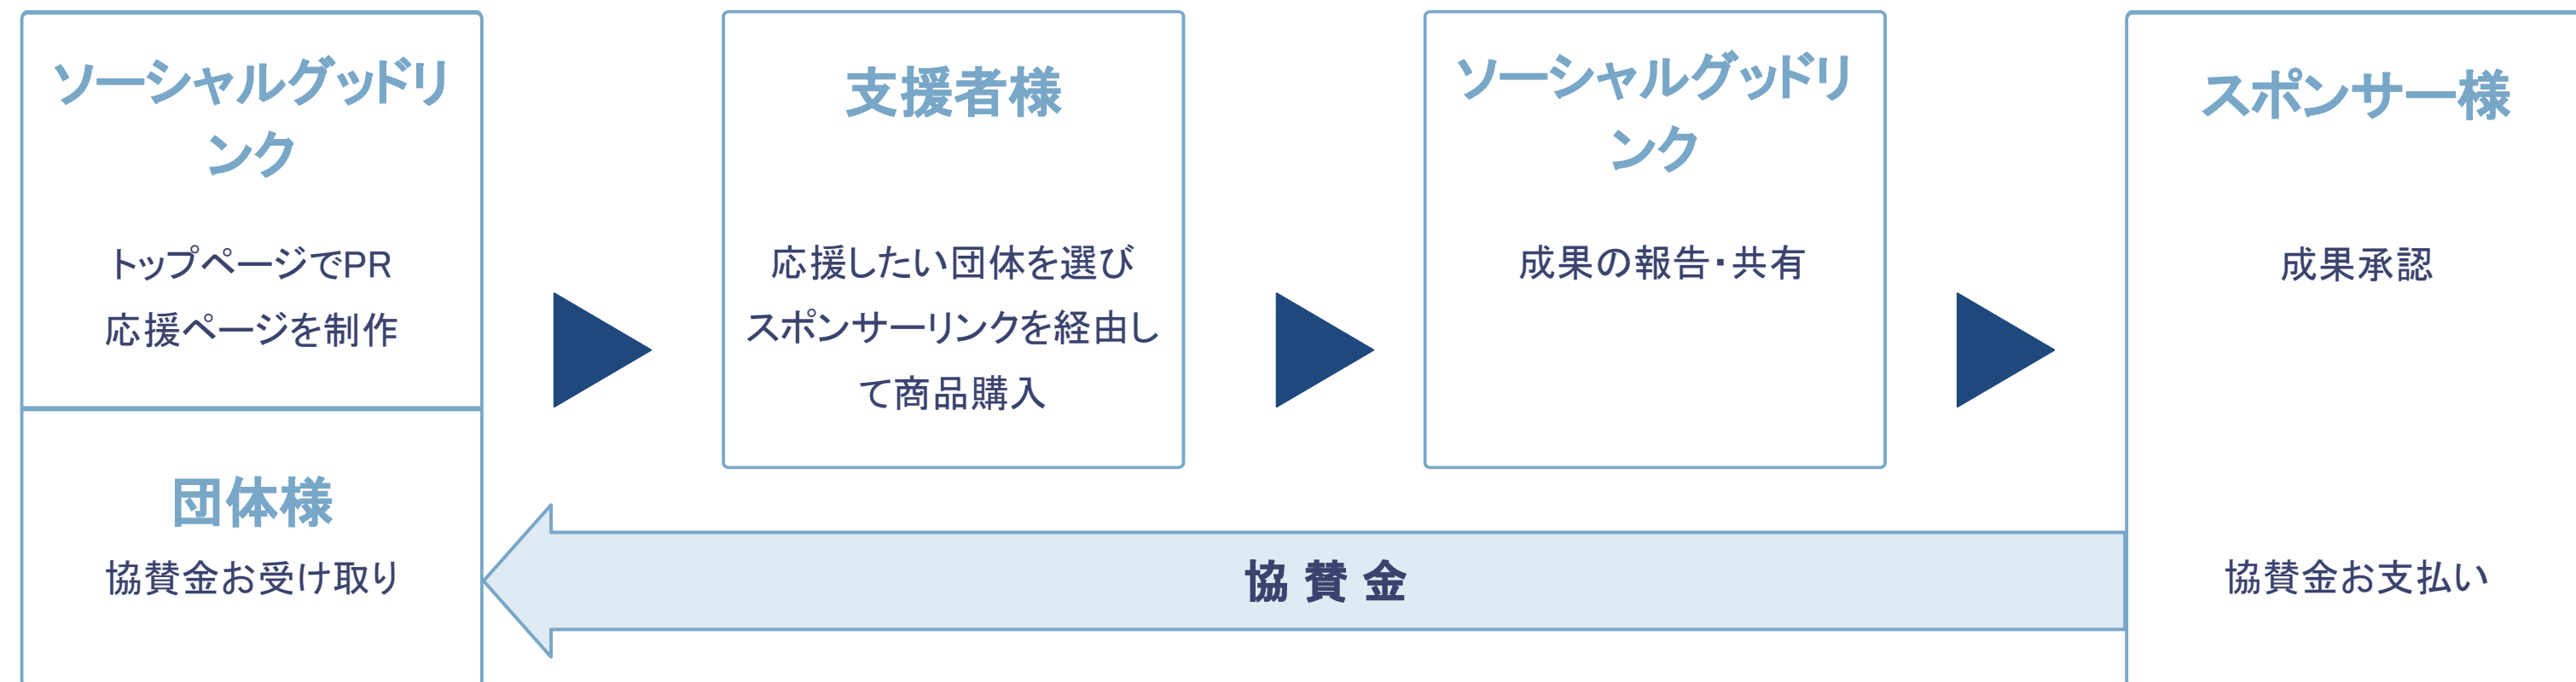 ソーシャルグッドリ
ンク
トップページでPR
応援ページを制作
団体様
協賛金お受け取り
支援者様
応援したい団体を選び
スポンサーリンクを経由し
て商品購入
ソーシャルグッドリ
ンク
成果の報告・共有
スポンサー様
成果承認
協賛金お支払い
協賛金